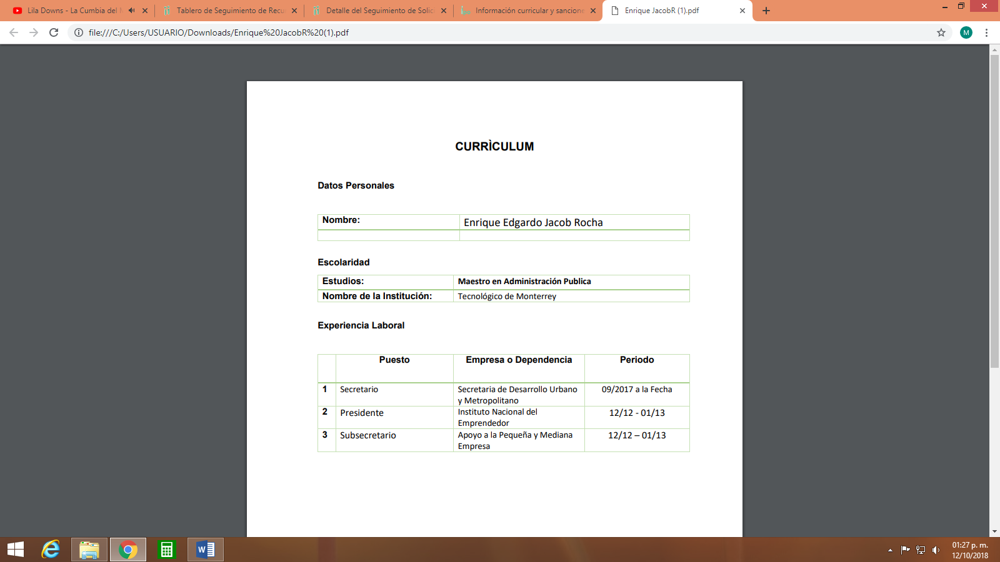 Lila Downs - La Cumbia del
Tablero de Seguimiento de Recu
Detalle del Seguimiento de Solic
Información curricular y sancione
Enrique JacobR (1).pdf
file:///C:/Users/USUARIO/Downloads/Enrique%20JacobR%20(1).pdf
M
CURRÌCULUM
Datos Personales
Nombre: Enrique Edgardo Jacob Rocha
Escolaridad
Estudios: Maestro en Administración Publica
Nombre de la Institución: Tecnológico de Monterrey
Experiencia Laboral
Puesto Empresa o Dependencia Periodo
1 Secretario Secretaria de Desarrollo Urbano 09/2017 a la Fecha
y Metropolitano
2 Presidente Instituto Nacional del 12/12 - 01/13
Emprendedor
3 Subsecretario Apoyo a la Pequeña y Mediana 12/12 – 01/13
Empresa
01:27 p. m.
12/10/2018